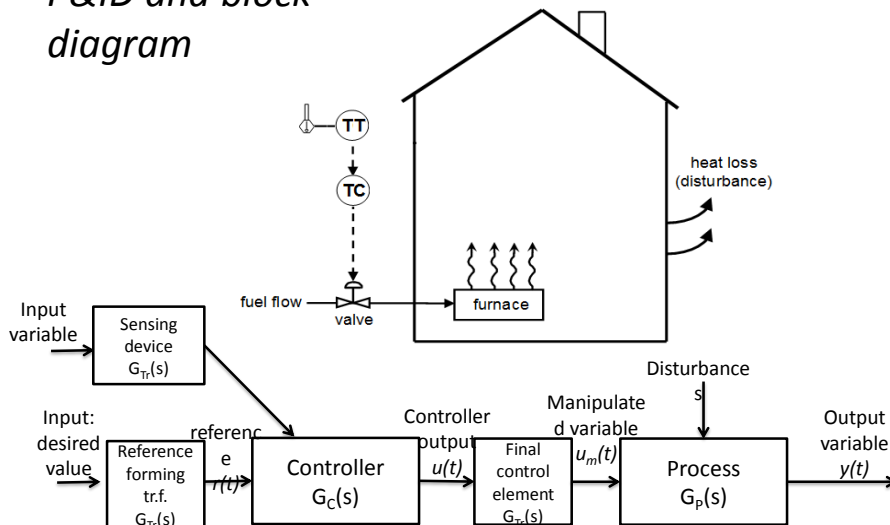 P&ID and block
diagram
TT
TC
heat loss
(disturbance)
fuel flow
valve
furnace
Input
variable
Sensing
device
G_Tr(s)
Disturbance
s
Input:
desired
value
referenc
e
r(t)
Reference
forming
tr.f.
G_Tr(s)
Controller
G_C(s)
Controller
output
u(t)
Final
control
element
G_Tr(s)
Manipulate
d variable
u_m(t)
Process
G_P(s)
Output
variable
y(t)